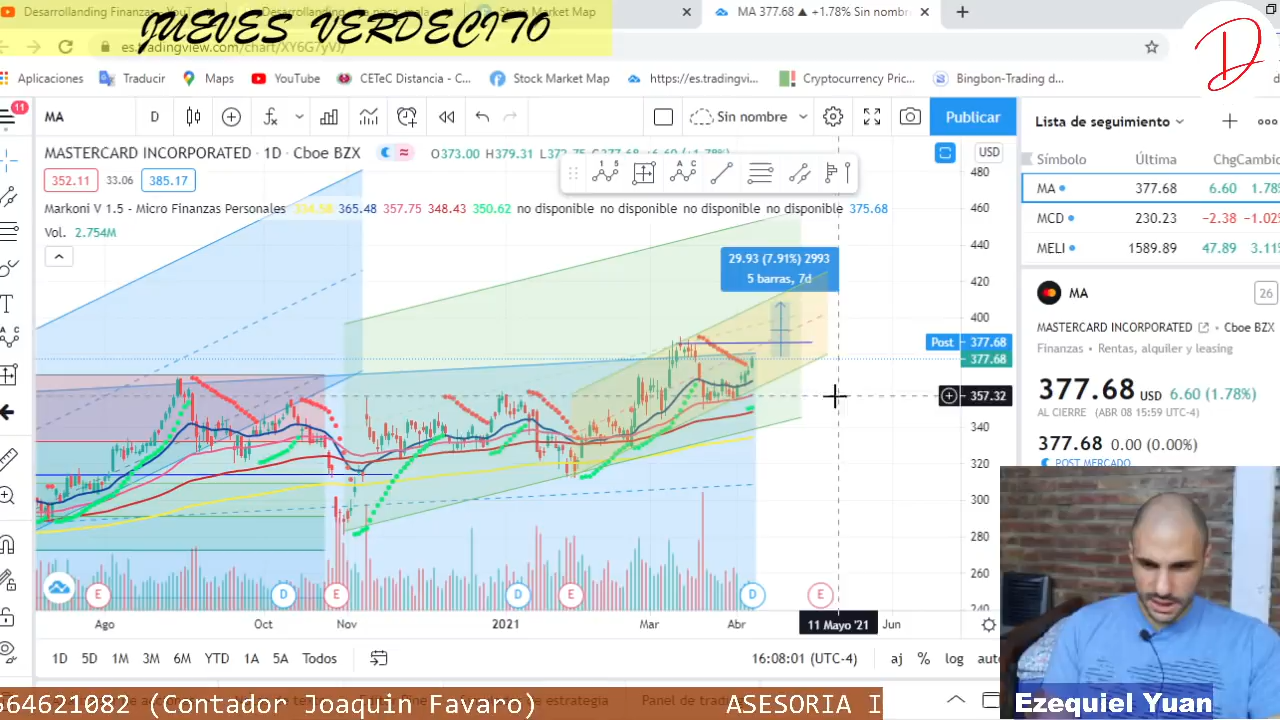 Desarrollando Finanzas - YouT
Stock Market Map
MA 377.68 ▲ +1.78% Sin nombre
JUEVES VERDECITO
es.tradingview.com/chart/XY6G7yVJ/
Aplicaciones
Traducir
Maps
YouTube
CETeC Distancia - C...
Stock Market Map
https://es.tradingvi...
Cryptocurrency Pric...
Bingbon-Trading d
D
11
MA
D
Sin nombre
Publicar
Lista de seguimiento
MASTERCARD INCORPORATED · 1D · Cboe BZX
O373.00 H379.31
USD
Símbolo
Última
Chg
Cambio
352.11
33.06
385.17
MA
377.68
6.60
1.78%
Markoni V 1.5 - Micro Finanzas Personales
365.48 357.75 348.43 350.62 no disponible no disponible no disponible no disponible 375.68
MCD
230.23
-2.38
-1.02%
Vol. 2.754M
MELI
1589.89
47.89
3.11%
29.93 (7.91%) 2993
5 barras, 7d
480
460
440
420
400
Post 377.68
377.68
357.32
340
320
300
280
260
240
MA
26
MASTERCARD INCORPORATED
Cboe BZX
Finanzas • Rentas, alquiler y leasing
377.68 USD 6.60 (1.78%)
AL CIERRE (ABR 08 15:59 UTC-4)
377.68 0.00 (0.00%)
POST MERCADO
E
D
E
D
E
D
E
Ago
Oct
Nov
2021
Mar
Abr
11 Mayo '21
Jun
1D 5D 1M 3M 6M YTD 1A 5A Todos
16:08:01 (UTC-4)
aj % log auto
564621082 (Contador Joaquin Favaro)
ASESORIA I
Ezequiel Yuan